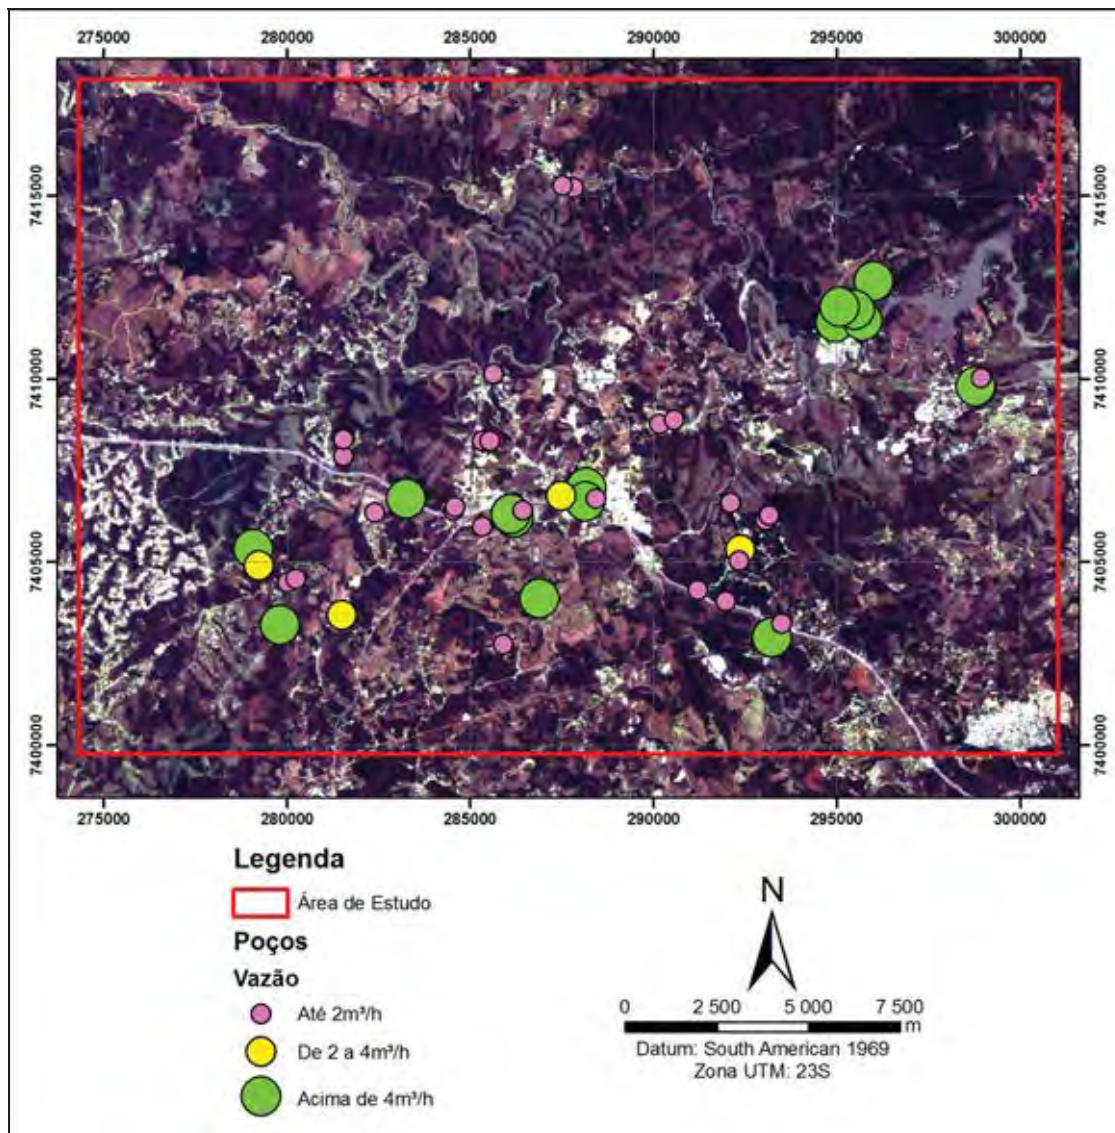 275000 280000 285000 290000 295000 300000
7415000 7415000
7410000 7410000
7405000 7405000
7400000 7400000
275000 280000 285000 290000 295000 300000
Legenda
Área de Estudo
Poços
Vazão
Até 2m³/h
De 2 a 4m³/h
Acima de 4m³/h
N
0 2 500 5 000 7 500
m
Datum: South American 1969
Zona UTM: 23S